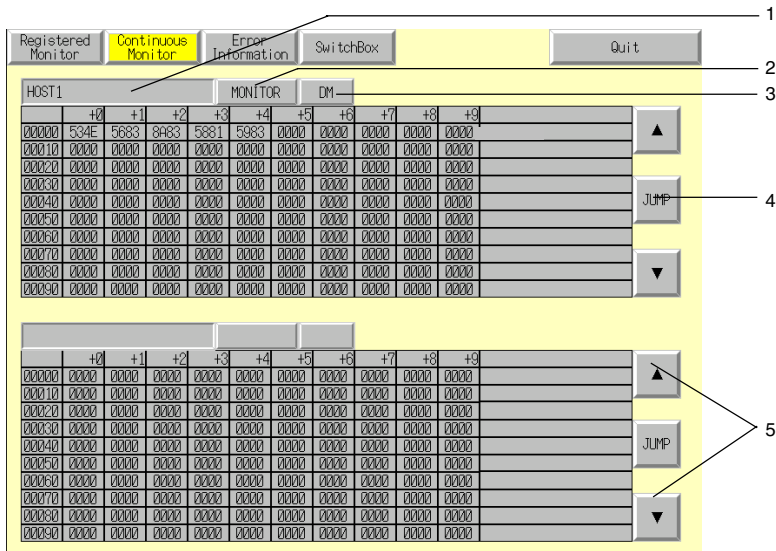 1
Registered Monitor
Continuous Monitor
Error Information
SwitchBox
Quit
2
HOST1 MONITOR DM
3
+0 +1 +2 +3 +4 +5 +6 +7 +8 +9
00000 534E 5683 8A83 5881 5983 0000 0000 0000 0000 0000
▲
00010 0000 0000 0000 0000 0000 0000 0000 0000 0000 0000
00020 0000 0000 0000 0000 0000 0000 0000 0000 0000 0000
00030 0000 0000 0000 0000 0000 0000 0000 0000 0000 0000
00040 0000 0000 0000 0000 0000 0000 0000 0000 0000 0000
JUMP
4
00050 0000 0000 0000 0000 0000 0000 0000 0000 0000 0000
00060 0000 0000 0000 0000 0000 0000 0000 0000 0000 0000
00070 0000 0000 0000 0000 0000 0000 0000 0000 0000 0000
00080 0000 0000 0000 0000 0000 0000 0000 0000 0000 0000
▼
00090 0000 0000 0000 0000 0000 0000 0000 0000 0000 0000
+0 +1 +2 +3 +4 +5 +6 +7 +8 +9
00000 0000 0000 0000 0000 0000 0000 0000 0000 0000 0000
▲
00010 0000 0000 0000 0000 0000 0000 0000 0000 0000 0000
00020 0000 0000 0000 0000 0000 0000 0000 0000 0000 0000
00030 0000 0000 0000 0000 0000 0000 0000 0000 0000 0000
5
00040 0000 0000 0000 0000 0000 0000 0000 0000 0000 0000
JUMP
00050 0000 0000 0000 0000 0000 0000 0000 0000 0000 0000
00060 0000 0000 0000 0000 0000 0000 0000 0000 0000 0000
00070 0000 0000 0000 0000 0000 0000 0000 0000 0000 0000
00080 0000 0000 0000 0000 0000 0000 0000 0000 0000 0000
▼
00090 0000 0000 0000 0000 0000 0000 0000 0000 0000 0000